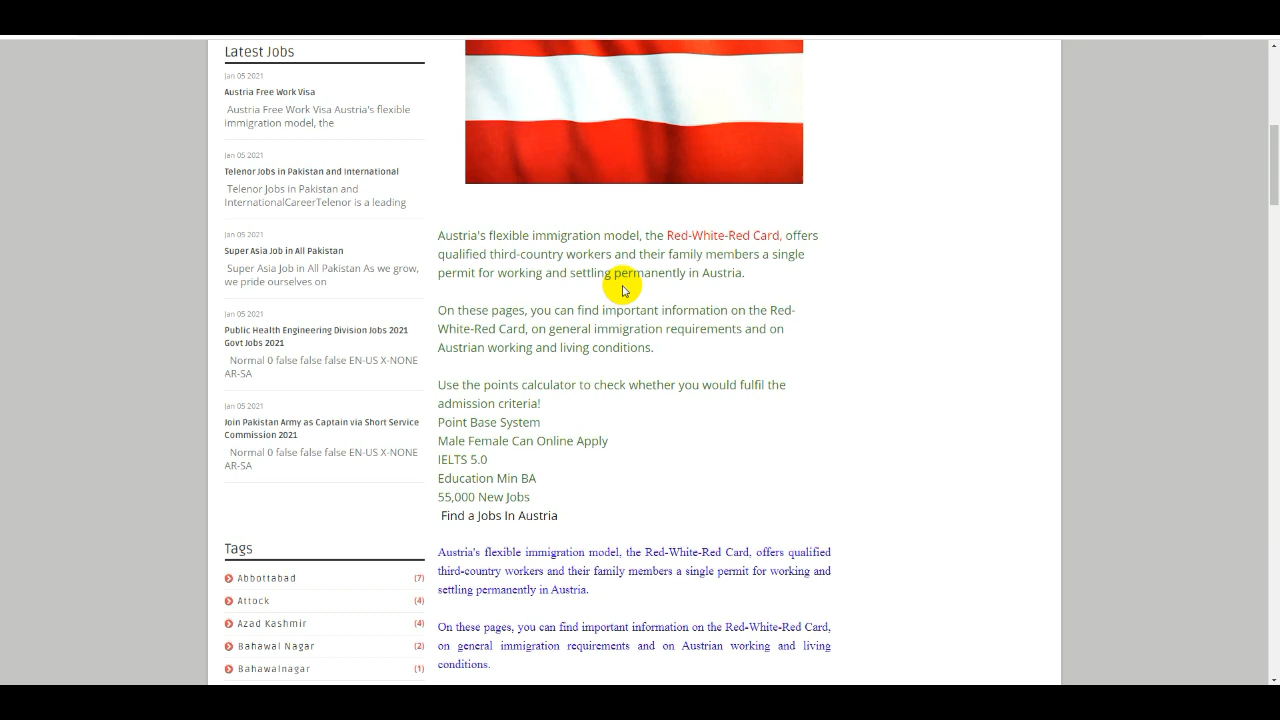 Latest Jobs
Jan 05 2021
Austria Free Work Visa
Austria Free Work Visa Austria's flexible
immigration model, the
Jan 05 2021
Telenor Jobs in Pakistan and International
Telenor Jobs in Pakistan and
InternationalCareerTelenor is a leading
Jan 05 2021
Super Asia Job in All Pakistan
Super Asia Job in All Pakistan As we grow,
we pride ourselves on
Jan 05 2021
Public Health Engineering Division Jobs 2021
Govt Jobs 2021
Normal 0 false false false EN-US X-NONE
AR-SA
Jan 05 2021
Join Pakistan Army as Captain via Short Service
Commission 2021
Normal 0 false false false EN-US X-NONE
AR-SA
Tags
Abbottabad (7)
Attock (4)
Azad Kashmir (4)
Bahawal Nagar (2)
Bahawalnagar (1)
Austria's flexible immigration model, the Red-White-Red Card, offers
qualified third-country workers and their family members a single
permit for working and settling permanently in Austria.
On these pages, you can find important information on the Red-
White-Red Card, on general immigration requirements and on
Austrian working and living conditions.
Use the points calculator to check whether you would fulfil the
admission criteria!
Point Base System
Male Female Can Online Apply
IELTS 5.0
Education Min BA
55,000 New Jobs
Find a Jobs In Austria
Austria's flexible immigration model, the Red-White-Red Card, offers qualified
third-country workers and their family members a single permit for working and
settling permanently in Austria.
On these pages, you can find important information on the Red-White-Red Card,
on general immigration requirements and on Austrian working and living
conditions.